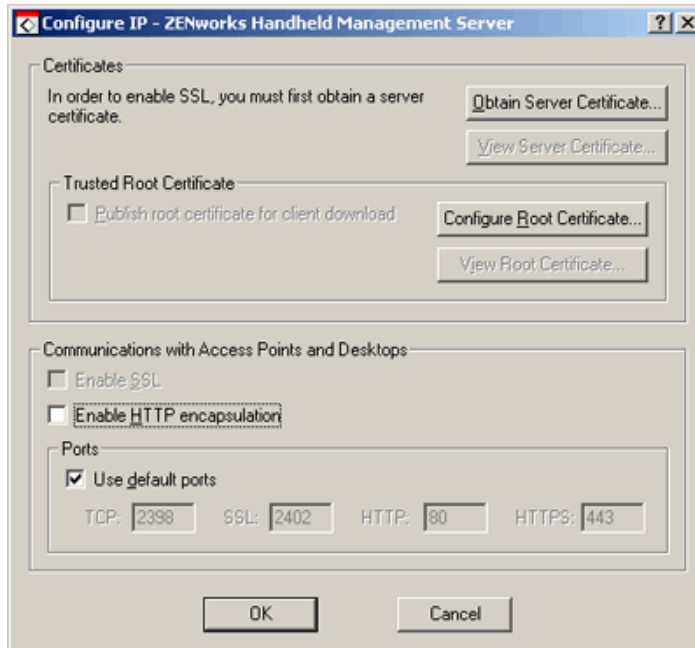 Configure IP - ZENworks Handheld Management Server
Certificates
In order to enable SSL, you must first obtain a server
certificate.
Obtain Server Certificate...
View Server Certificate...
Trusted Root Certificate
Publish root certificate for client download
Configure Root Certificate...
View Root Certificate...
Communications with Access Points and Desktops
Enable SSL
Enable HTTP encapsulation
Ports
Use default ports
TCP: 2398 SSL: 2402 HTTP: 80 HTTPS: 443
OK Cancel